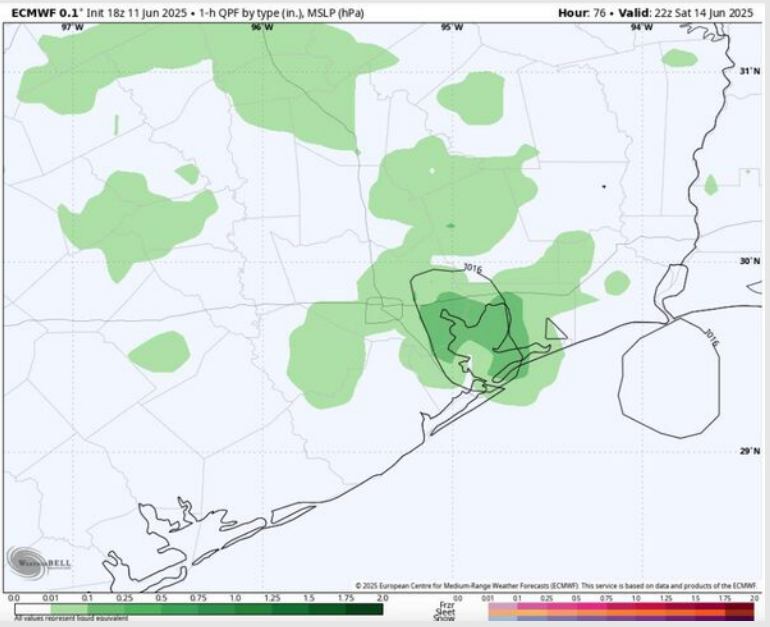 ECMWF 0.1° Init 18z 11 Jun 2025 • 1-h QPF by type (in.), MSLP (hPa)
Hour: 76 • Valid: 22z Sat 14 Jun 2025
97°W 96°W 95°W 94°W
31°N
30°N
1016
1016
29°N
WEATHERBELL
© 2025 European Centre for Medium-Range Weather Forecasts (ECMWF). This service is based on data and products of the ECMWF.
0.0 0.01 0.1 0.25 0.5 0.75 1.0 1.25 1.5 1.75 2.0
0.0 0.01 0.1 0.25 0.5 0.75 1.0 1.25 1.5 1.75 2.0
All values represent liquid equivalent
Frzr
Sleet
Snow